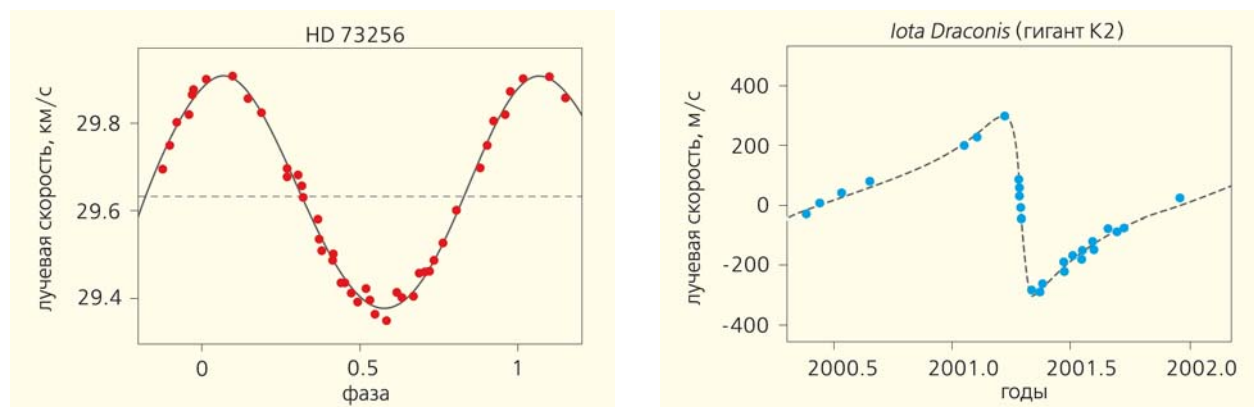 HD 73256
лучевая скорость, км/с
29.8
29.6
29.4
0
0.5
1
фаза
Iota Draconis (гигант K2)
лучевая скорость, м/с
400
200
0
-200
-400
2000.5
2001.0
2001.5
2002.0
годы